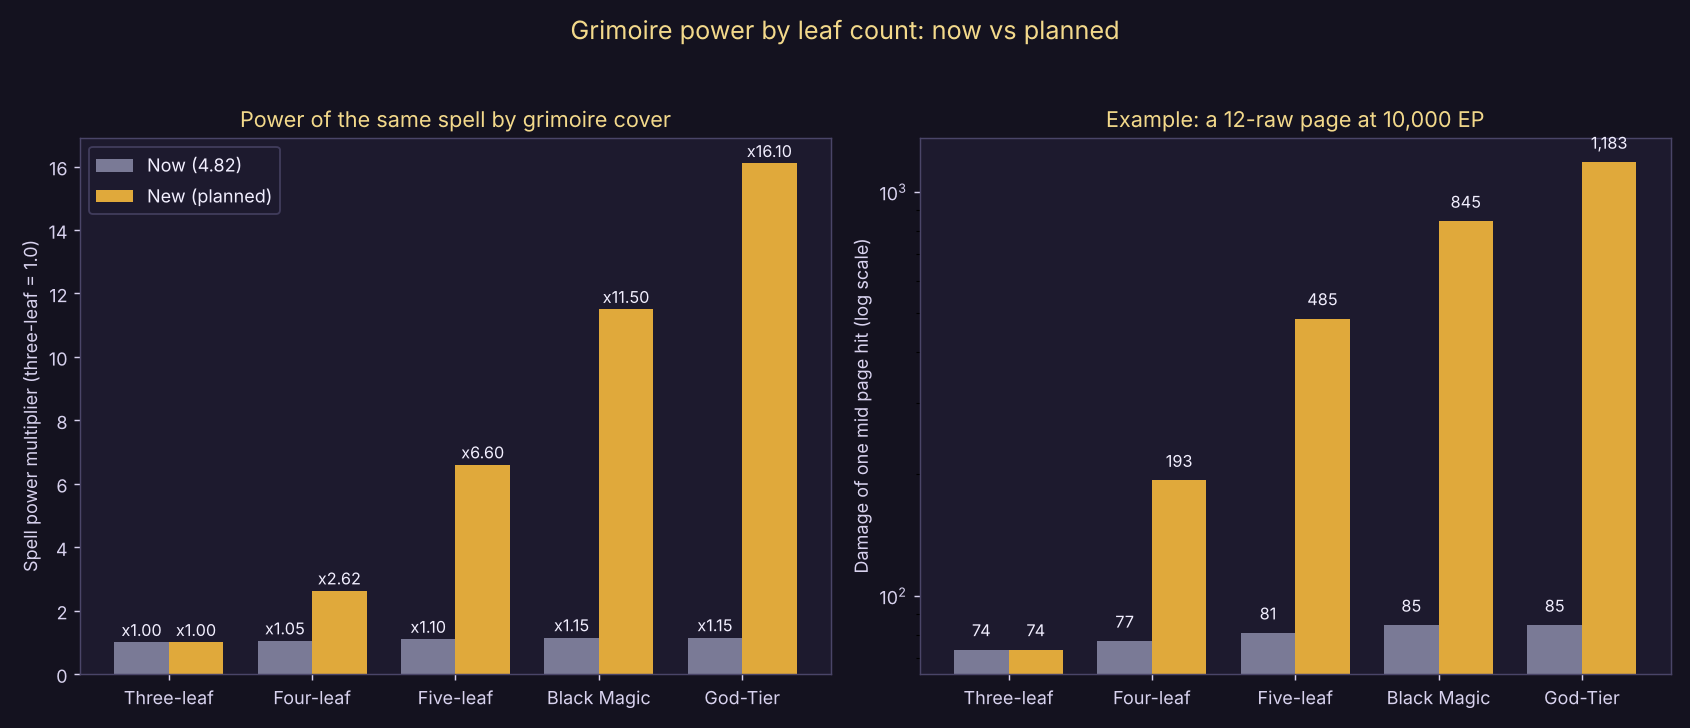 Grimoire power by leaf count: now vs planned
Power of the same spell by grimoire cover
Spell power multiplier (three-leaf = 1.0)
16
14
12
10
8
6
4
2
0
Now (4.82)
New (planned)
x1.00
x1.00
x1.05
x2.62
x1.10
x6.60
x1.15
x11.50
x1.15
x16.10
Three-leaf
Four-leaf
Five-leaf
Black Magic
God-Tier
Example: a 12-raw page at 10,000 EP
Damage of one mid page hit (log scale)
10³
10²
74
74
77
193
81
485
85
845
85
1,183
Three-leaf
Four-leaf
Five-leaf
Black Magic
God-Tier